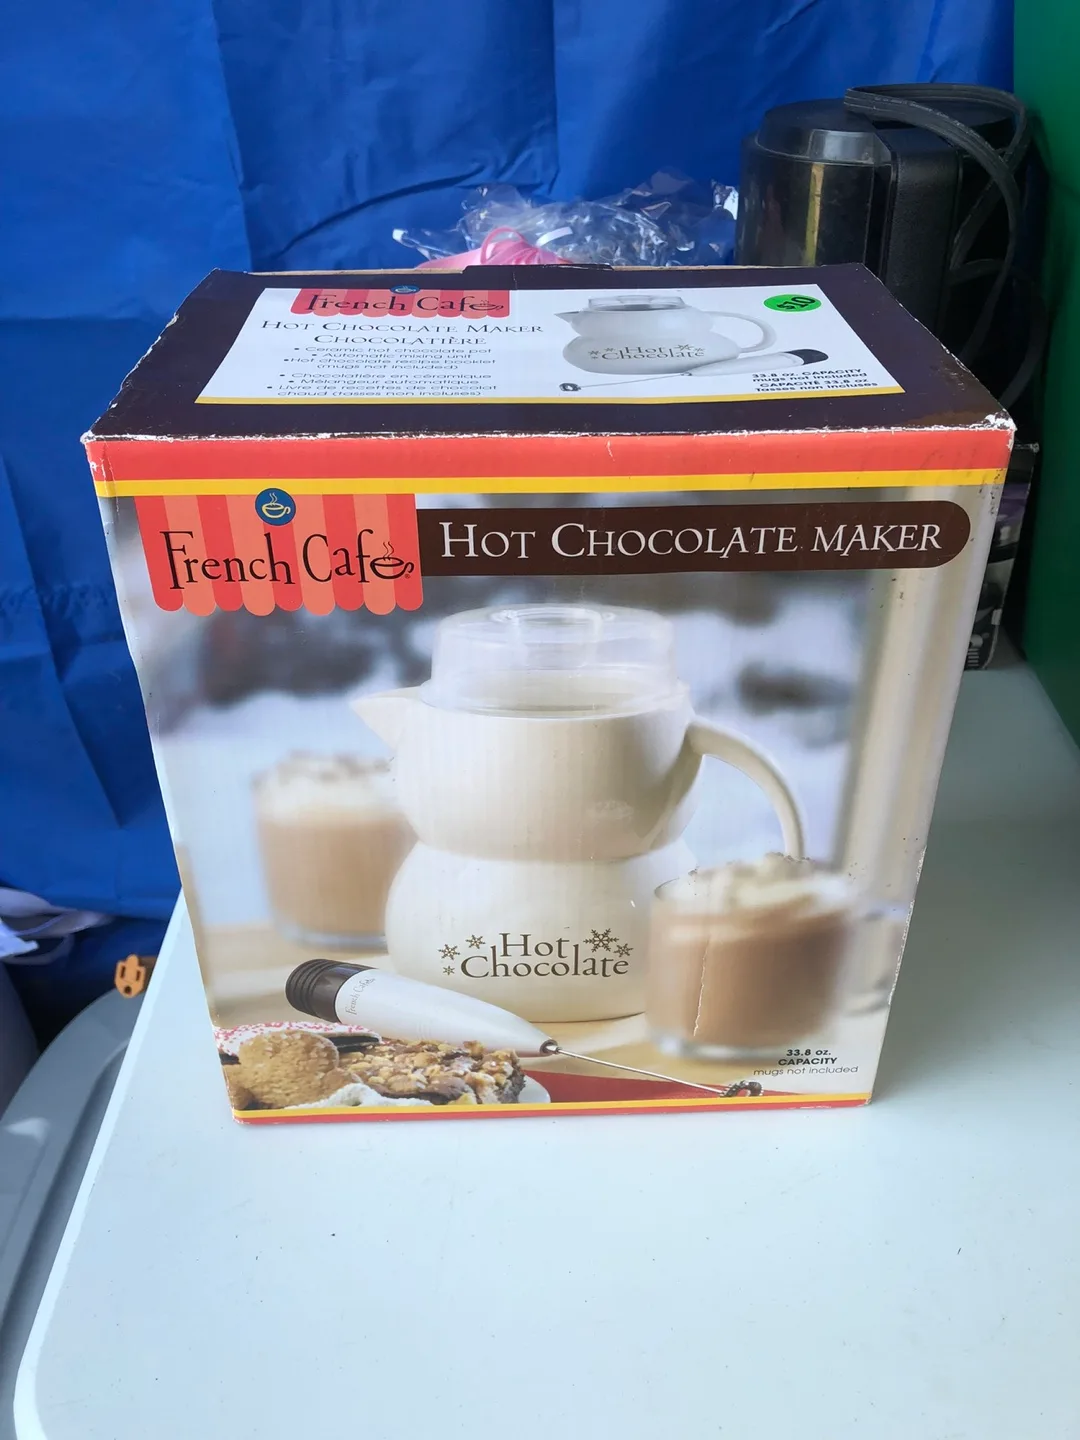 French Café
HOT CHOCOLATE MAKER
CHOCOLATIÈRE
• Ceramic hot chocolate pot
• Automatic mixing unit
• Hot chocolate recipe booklet
(mugs not included)
• Chocolatière en céramique
• Mélangeur automatique
• Livre de recettes de chocolat
chaud (tasses non incluses)
Hot
Chocolate
$10
33.8 oz. CAPACITY
mugs not included
CAPACITÉ 33,8 oz
Tasses non incluses
French Café
HOT CHOCOLATE MAKER
Hot
Chocolate
French Café
33.8 oz.
CAPACITY
mugs not included